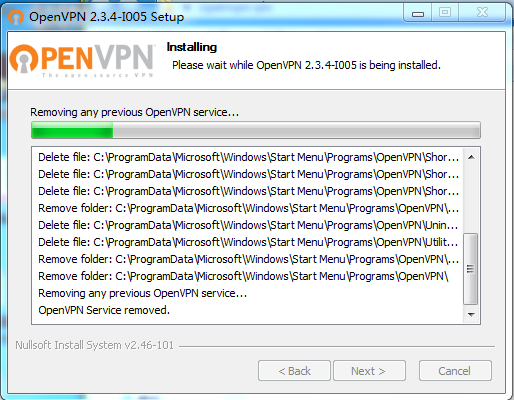 OpenVPN 2.3.4-I005 Setup
OPENVPN™
The open source VPN
Installing
Please wait while OpenVPN 2.3.4-I005 is being installed.
Removing any previous OpenVPN service...
Delete file: C:\ProgramData\Microsoft\Windows\Start Menu\Programs\OpenVPN\Shor...
Delete file: C:\ProgramData\Microsoft\Windows\Start Menu\Programs\OpenVPN\Shor...
Delete file: C:\ProgramData\Microsoft\Windows\Start Menu\Programs\OpenVPN\Shor...
Remove folder: C:\ProgramData\Microsoft\Windows\Start Menu\Programs\OpenVPN\...
Delete file: C:\ProgramData\Microsoft\Windows\Start Menu\Programs\OpenVPN\Unin...
Delete file: C:\ProgramData\Microsoft\Windows\Start Menu\Programs\OpenVPN\Utilit...
Remove folder: C:\ProgramData\Microsoft\Windows\Start Menu\Programs\OpenVPN\...
Remove folder: C:\ProgramData\Microsoft\Windows\Start Menu\Programs\OpenVPN\
Removing any previous OpenVPN service...
OpenVPN Service removed.
Nullsoft Install System v2.46-101
< Back
Next >
Cancel